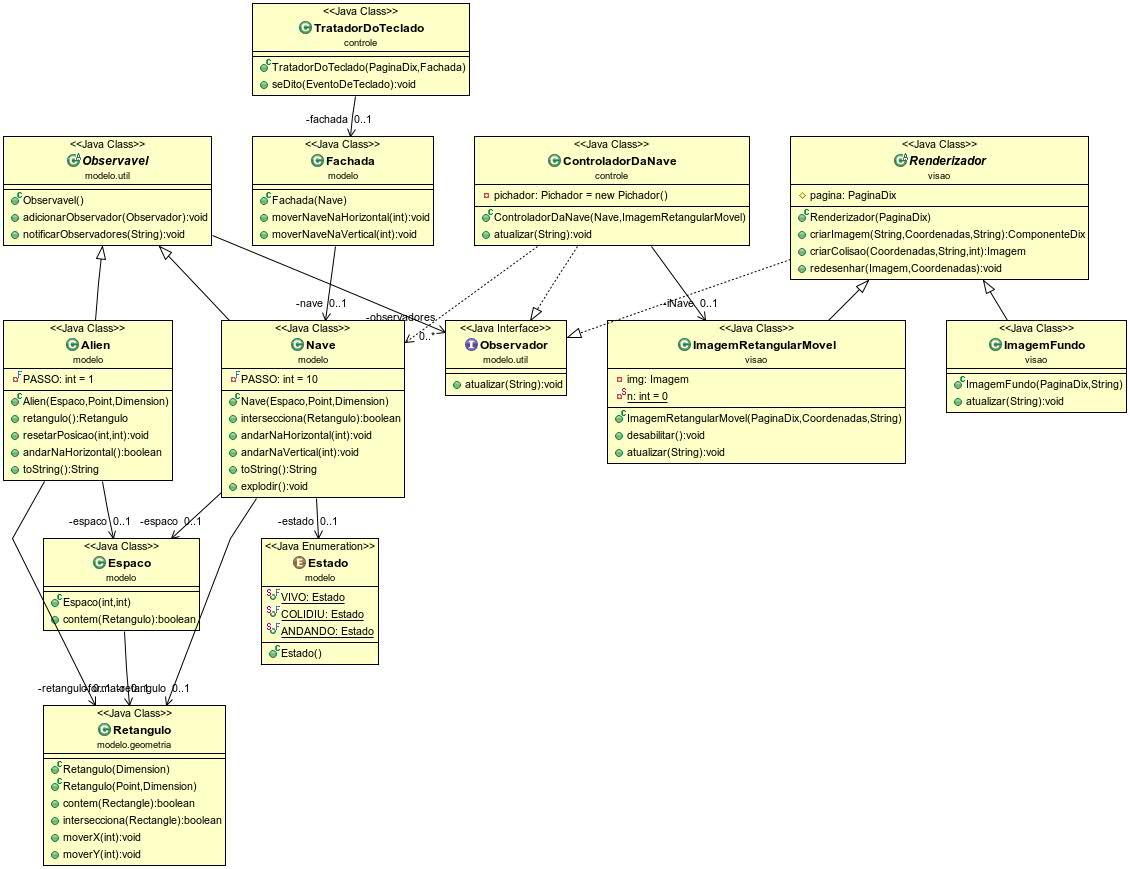 <<Java Class>>
TratadorDoTeclado
controle
TratadorDoTeclado(PaginaDix,Fachada)
seDito(EventoDeTeclado):void
-fachada 0..1
<<Java Class>>
Observavel
modelo.util
Observavel()
adicionarObservador(Observador):void
notificarObservadores(String):void
<<Java Class>>
Fachada
modelo
Fachada(Nave)
moverNaveNaHorizontal(int):void
moverNaveNaVertical(int):void
<<Java Class>>
ControladorDaNave
controle
pichador: Pichador = new Pichador()
ControladorDaNave(Nave,ImagemRetangularMovel)
atualizar(String):void
<<Java Class>>
Renderizador
visao
pagina: PaginaDix
Renderizador(PaginaDix)
criarImagem(String,Coordenadas,String):ComponenteDix
criarColisao(Coordenadas,String,int):Imagem
redesenhar(Imagem,Coordenadas):void
-nave 0..1
-observadores
0..*
-iNave 0..1
<<Java Class>>
Alien
modelo
PASSO: int = 1
Alien(Espaco,Point,Dimension)
retangulo():Retangulo
resetarPosicao(int,int):void
andarNaHorizontal():boolean
toString():String
<<Java Class>>
Nave
modelo
PASSO: int = 10
Nave(Espaco,Point,Dimension)
intersecciona(Retangulo):boolean
andarNaHorizontal(int):void
andarNaVertical(int):void
toString():String
explodir():void
<<Java Interface>>
Observador
modelo.util
atualizar(String):void
<<Java Class>>
ImagemRetangularMovel
visao
img: Imagem
n: int = 0
ImagemRetangularMovel(PaginaDix,Coordenadas,String)
desabilitar():void
atualizar(String):void
<<Java Class>>
ImagemFundo
visao
ImagemFundo(PaginaDix,String)
atualizar(String):void
-espaco 0..1
-espaco 0..1
-estado 0..1
<<Java Class>>
Espaco
modelo
Espaco(int,int)
contem(Retangulo):boolean
<<Java Enumeration>>
Estado
modelo
VIVO: Estado
COLIDIU: Estado
ANDANDO: Estado
Estado()
-retangulo 0..1
-formato 0..1
-retangulo 0..1
<<Java Class>>
Retangulo
modelo.geometria
Retangulo(Dimension)
Retangulo(Point,Dimension)
contem(Rectangle):boolean
intersecciona(Rectangle):boolean
moverX(int):void
moverY(int):void